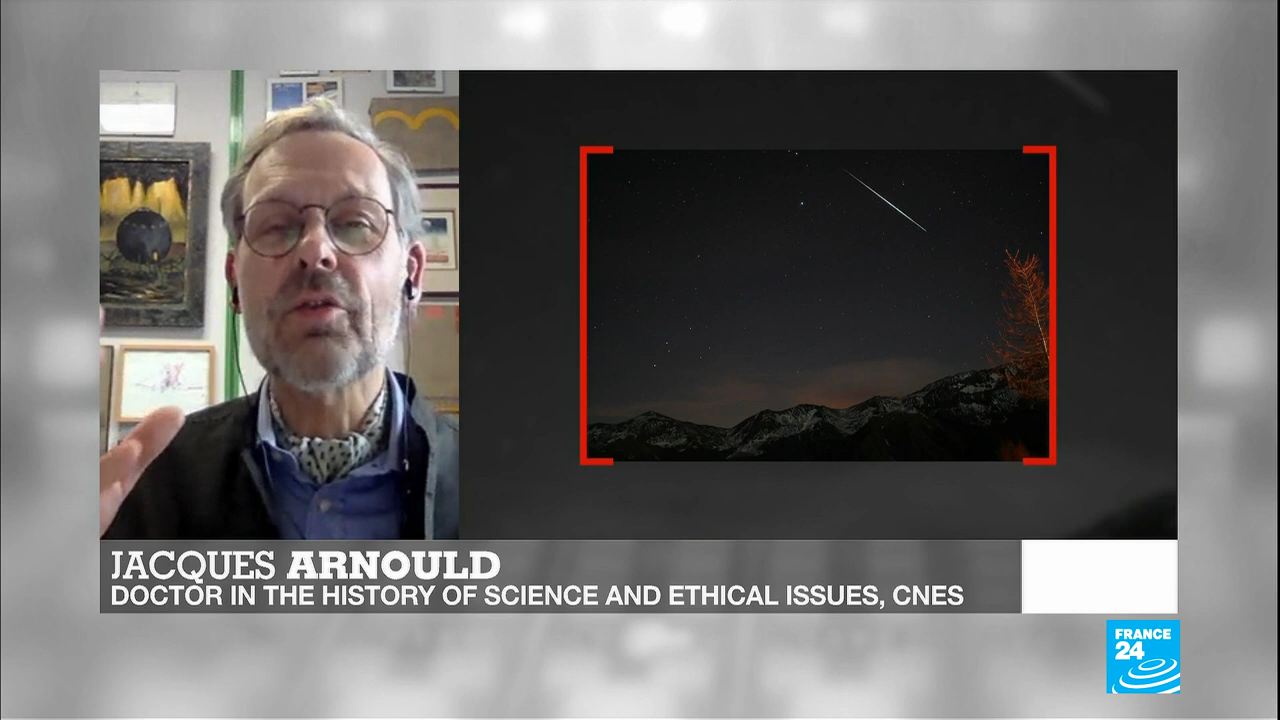 JACQUES ARNOULD
DOCTOR IN THE HISTORY OF SCIENCE AND ETHICAL ISSUES, CNES
FRANCE
24